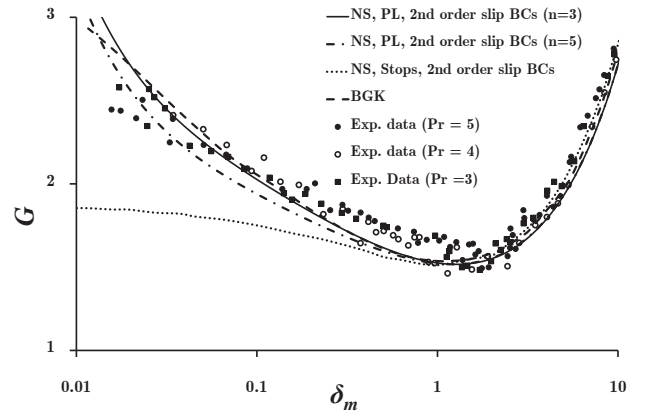 3
NS, PL, 2nd order slip BCs (n=3)
NS, PL, 2nd order slip BCs (n=5)
NS, Stops, 2nd order slip BCs
BGK
Exp. data (Pr = 5)
Exp. data (Pr = 4)
Exp. Data (Pr =3)
2
G
1
0.01 0.1 1 10
δm